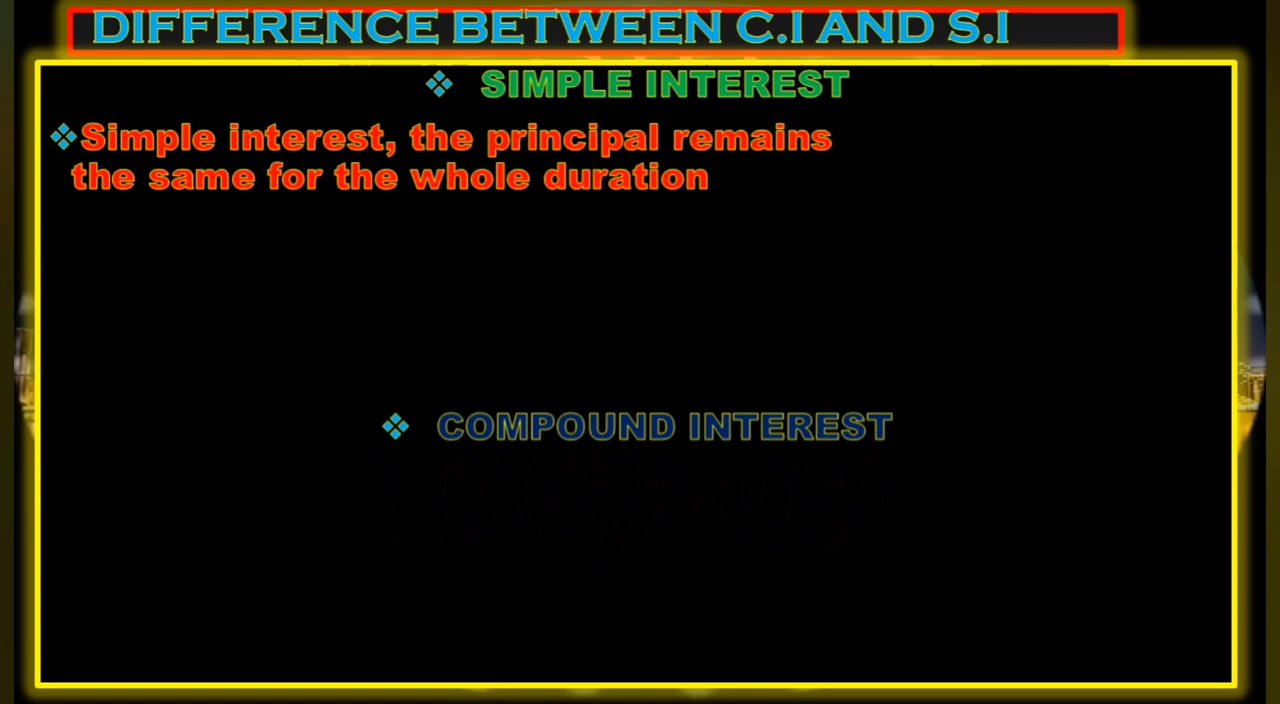 DIFFERENCE BETWEEN C.I AND S.I
❖ SIMPLE INTEREST
❖Simple interest, the principal remains
the same for the whole duration
❖ COMPOUND INTEREST